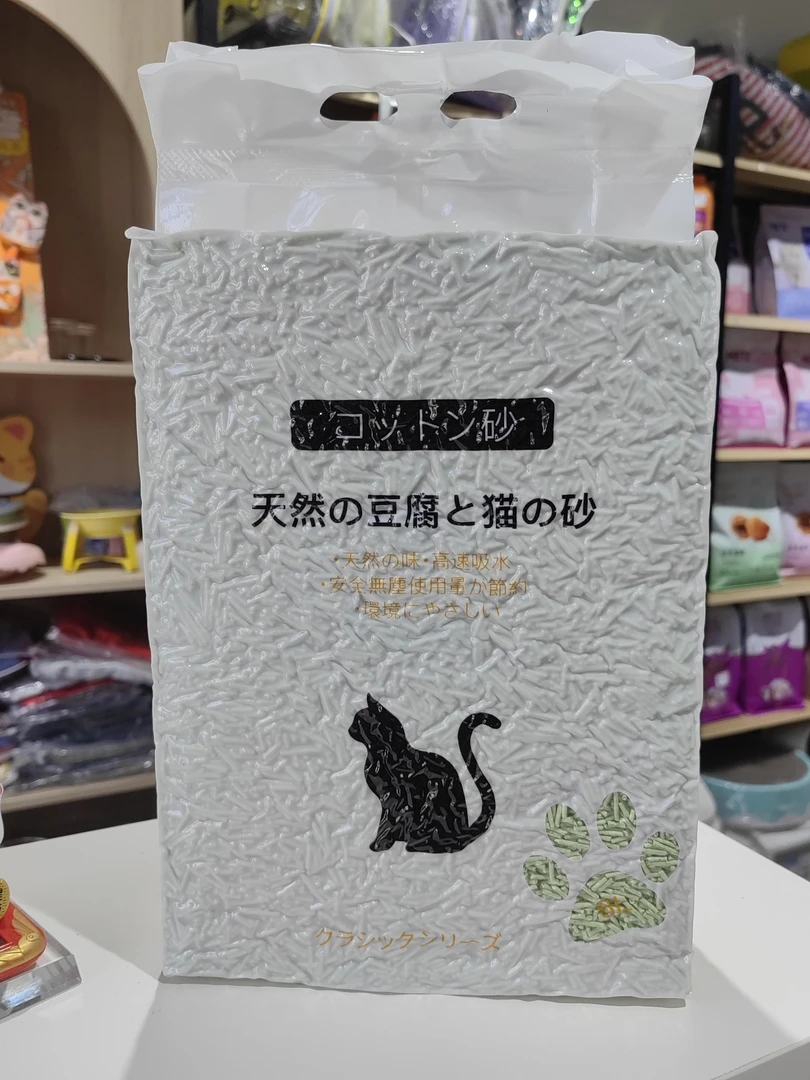 コットン砂
天然の豆腐と猫の砂
・天然の味・高速吸水
・安全無塵使用量が節約
・環境にやさしい
クラシックシリーズ
6L